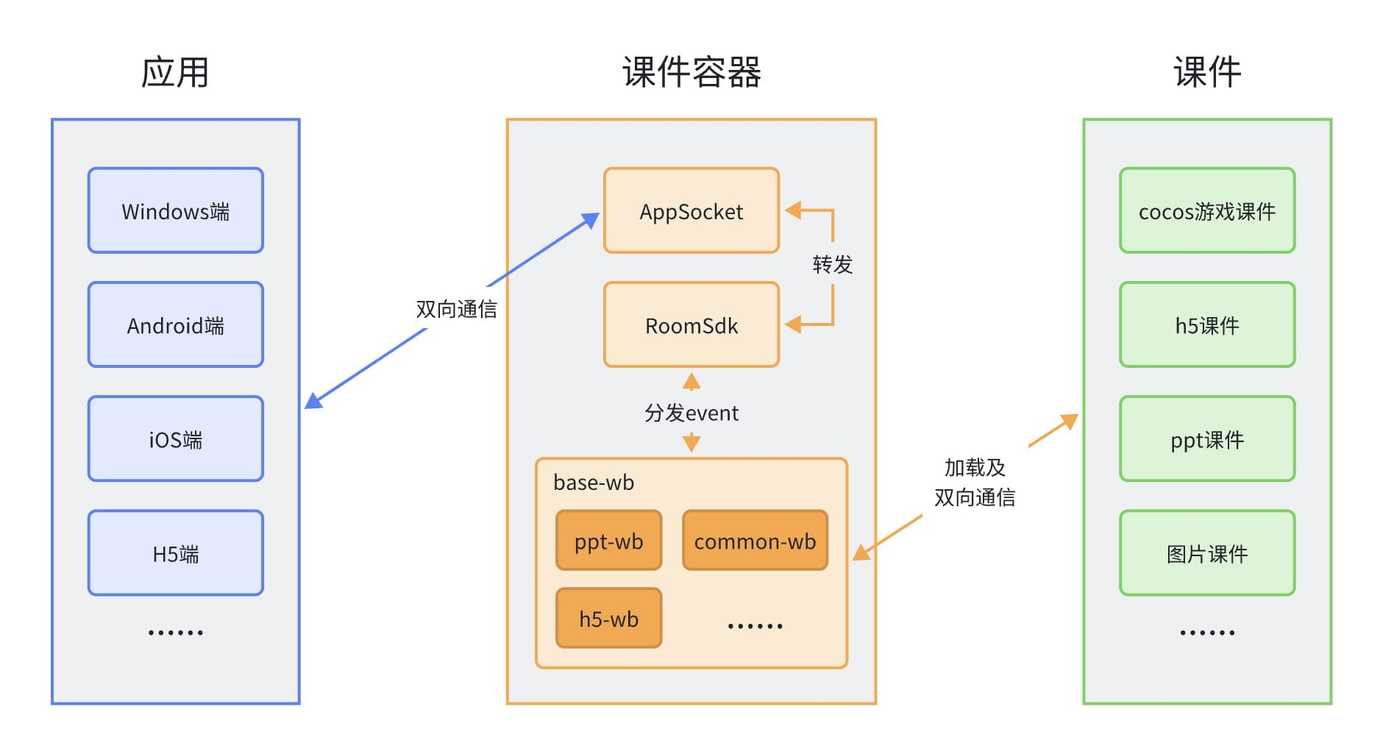 应用
Windows端
Android端
iOS端
H5端
······
双向通信
课件容器
AppSocket
转发
RoomSdk
分发event
base-wb
ppt-wb
common-wb
h5-wb
······
加载及
双向通信
课件
cocos游戏课件
h5课件
ppt课件
图片课件
······